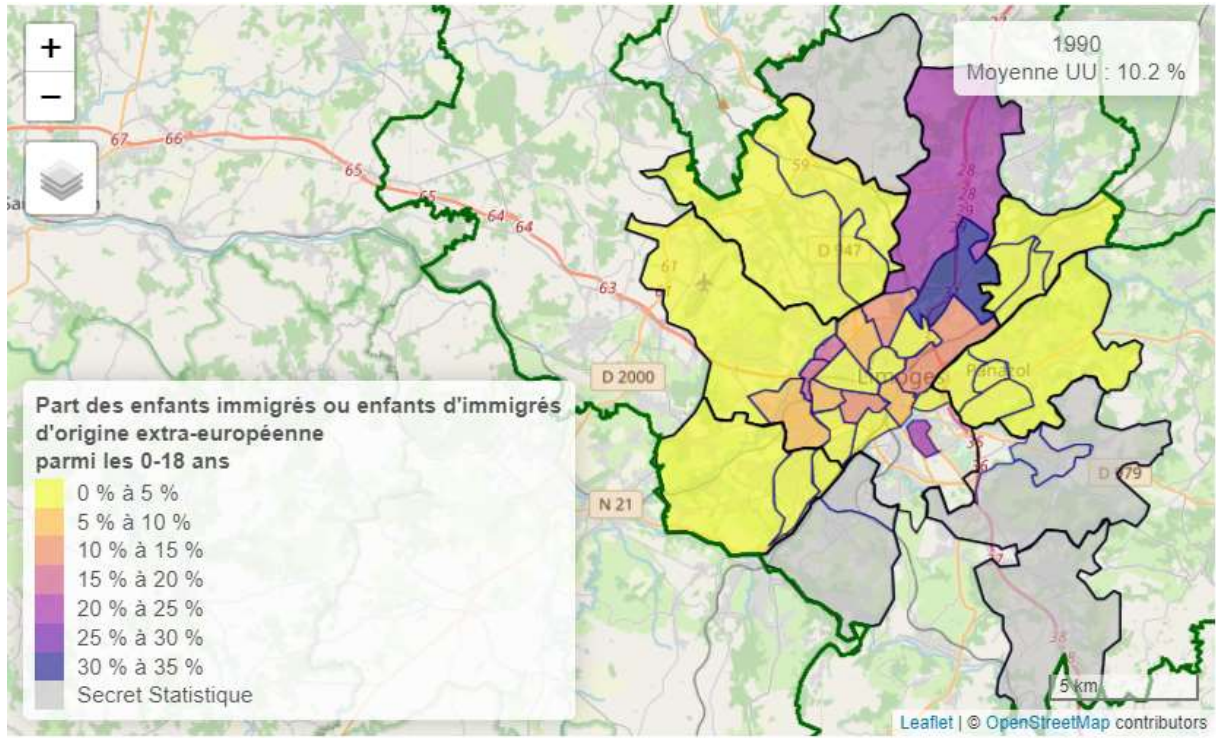 +
−
1990
Moyenne UU : 10.2 %
67
66
65
65
64
64
63
61
59
28
28
29
D 947
D 2000
Limoges
Panazol
35
36
D 979
N 21
37
38
Part des enfants immigrés ou enfants d'immigrés
d'origine extra-européenne
parmi les 0-18 ans
0 % à 5 %
5 % à 10 %
10 % à 15 %
15 % à 20 %
20 % à 25 %
25 % à 30 %
30 % à 35 %
Secret Statistique
5 km
Leaflet | © OpenStreetMap contributors